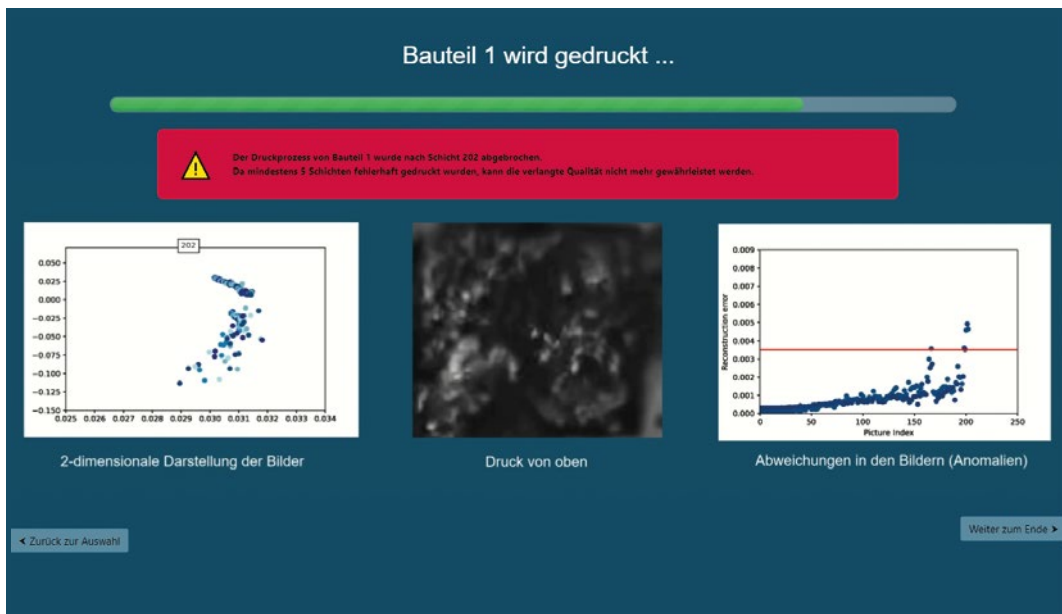 Bauteil 1 wird gedruckt ...
Der Druckprozess von Bauteil 1 wurde nach Schicht 202 abgebrochen.
Da mindestens 5 Schichten fehlerhaft gedruckt wurden, kann die verlangte Qualität nicht mehr gewährleistet werden.
202
0.050
0.025
0.000
−0.025
−0.050
−0.075
−0.100
−0.125
−0.150
0.025 0.026 0.027 0.028 0.029 0.030 0.031 0.032 0.033 0.034
2-dimensionale Darstellung der Bilder
Druck von oben
0.009
0.008
0.007
0.006
0.005
0.004
0.003
0.002
0.001
0.000
Reconstruction error
0 50 100 150 200 250
Picture Index
Abweichungen in den Bildern (Anomalien)
Zurück zur Auswahl
Weiter zum Ende